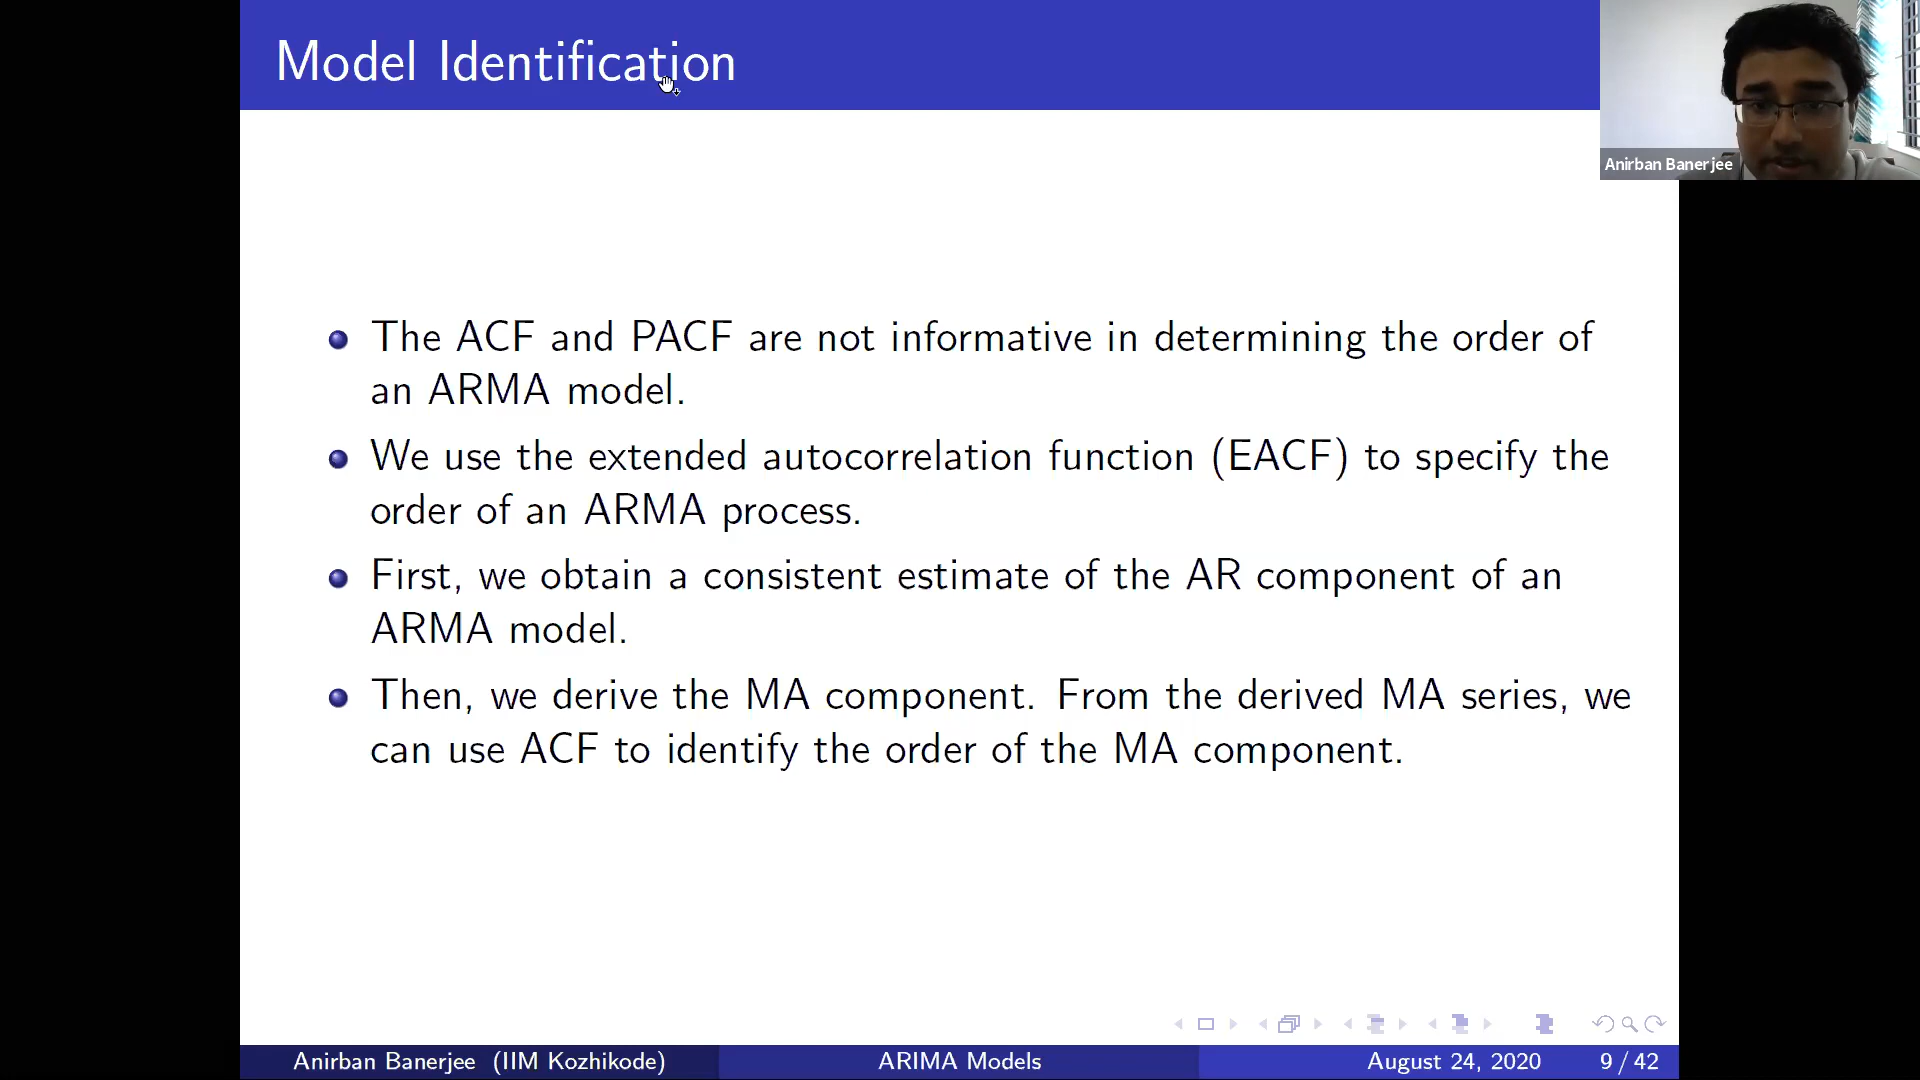 Model Identification
Anirban Banerjee
The ACF and PACF are not informative in determining the order of
an ARMA model.
We use the extended autocorrelation function (EACF) to specify the
order of an ARMA process.
First, we obtain a consistent estimate of the AR component of an
ARMA model.
Then, we derive the MA component. From the derived MA series, we
can use ACF to identify the order of the MA component.
Anirban Banerjee (IIM Kozhikode) ARIMA Models August 24, 2020 9 / 42